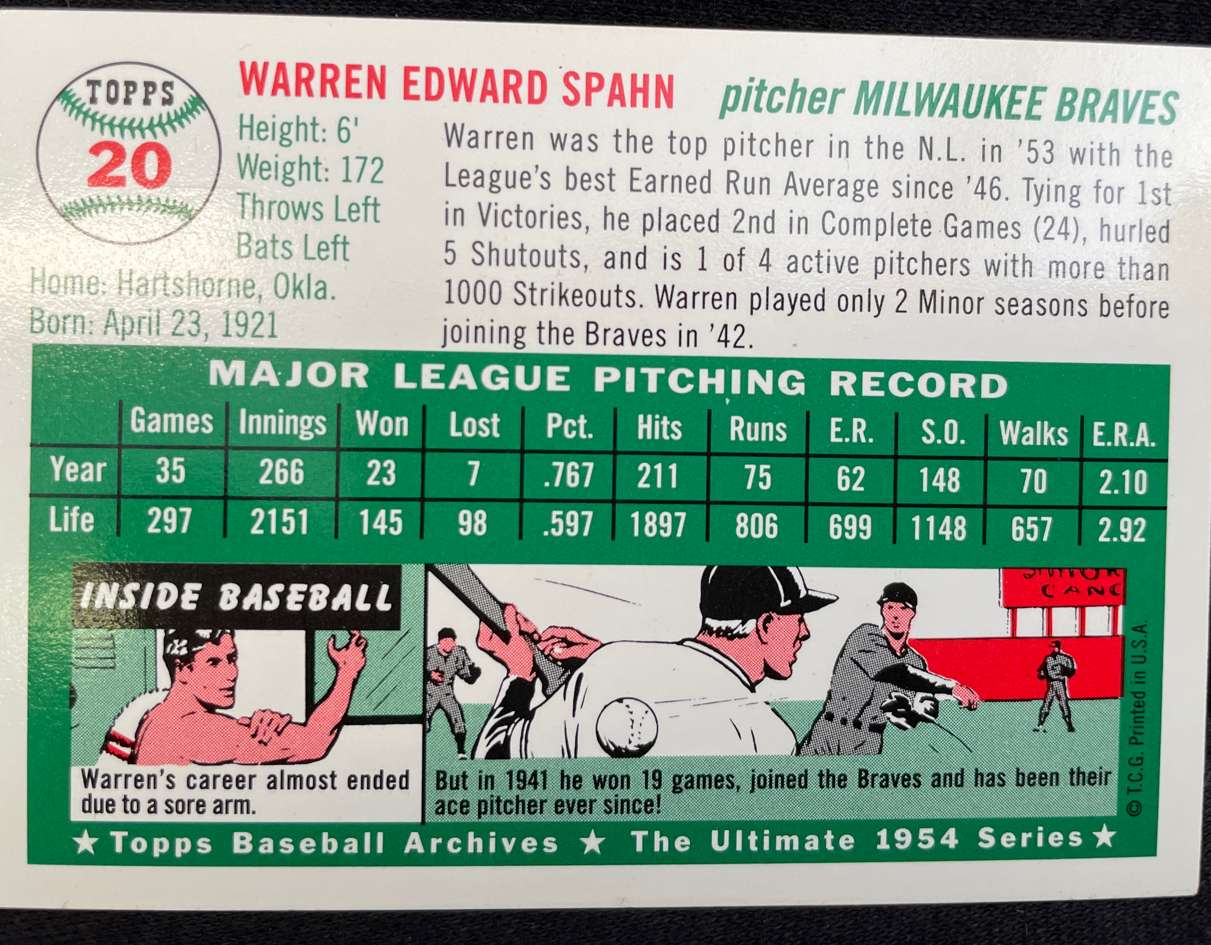 TOPPS
20
WARREN EDWARD SPAHN
pitcher MILWAUKEE BRAVES
Height: 6'
Weight: 172
Throws Left
Bats Left
Home: Hartshorne, Okla.
Born: April 23, 1921
Warren was the top pitcher in the N.L. in '53 with the
League's best Earned Run Average since '46. Tying for 1st
in Victories, he placed 2nd in Complete Games (24), hurled
5 Shutouts, and is 1 of 4 active pitchers with more than
1000 Strikeouts. Warren played only 2 Minor seasons before
joining the Braves in '42.
MAJOR LEAGUE PITCHING RECORD
Games Innings Won Lost Pct. Hits Runs E.R. S.O. Walks E.R.A.
Year 35 266 23 7 .767 211 75 62 148 70 2.10
Life 297 2151 145 98 .597 1897 806 699 1148 657 2.92
INSIDE BASEBALL
CANC
Warren's career almost ended
due to a sore arm.
But in 1941 he won 19 games, joined the Braves and has been their
ace pitcher ever since!
© T.C.G. Printed in U.S.A.
★ Topps Baseball Archives ★ The Ultimate 1954 Series ★